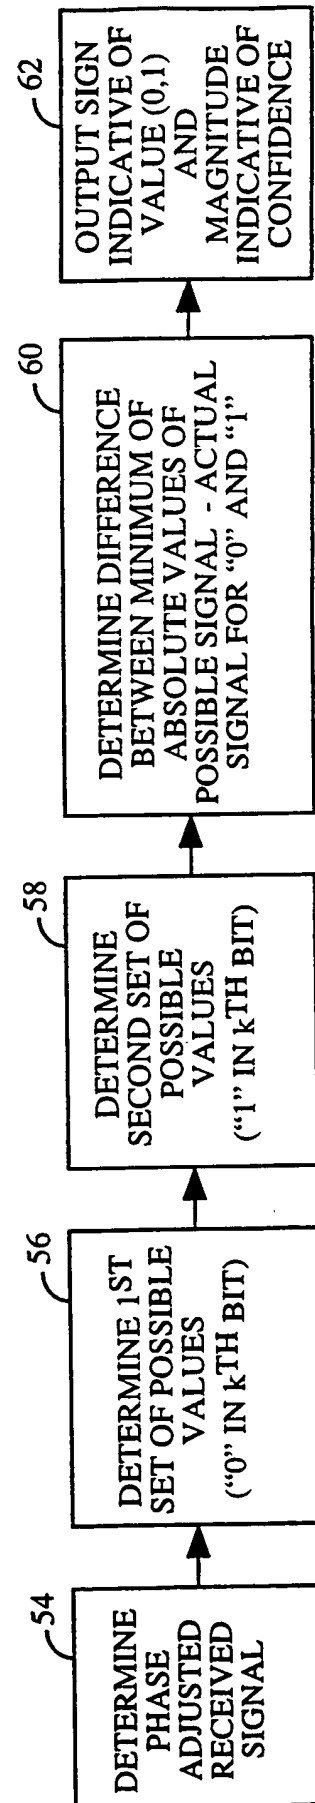 54
DETERMINE
PHASE
ADJUSTED
RECEIVED
SIGNAL
56
DETERMINE 1ST
SET OF POSSIBLE
VALUES
(“0” IN kTH BIT)
58
DETERMINE
SECOND SET OF
POSSIBLE
VALUES
(“1” IN kTH BIT)
60
DETERMINE DIFFERENCE
BETWEEN MINIMUM OF
ABSOLUTE VALUES OF
POSSIBLE SIGNAL - ACTUAL
SIGNAL FOR “0” AND “1”
62
OUTPUT SIGN
INDICATIVE OF
VALUE (0,1)
AND
MAGNITUDE
INDICATIVE OF
CONFIDENCE